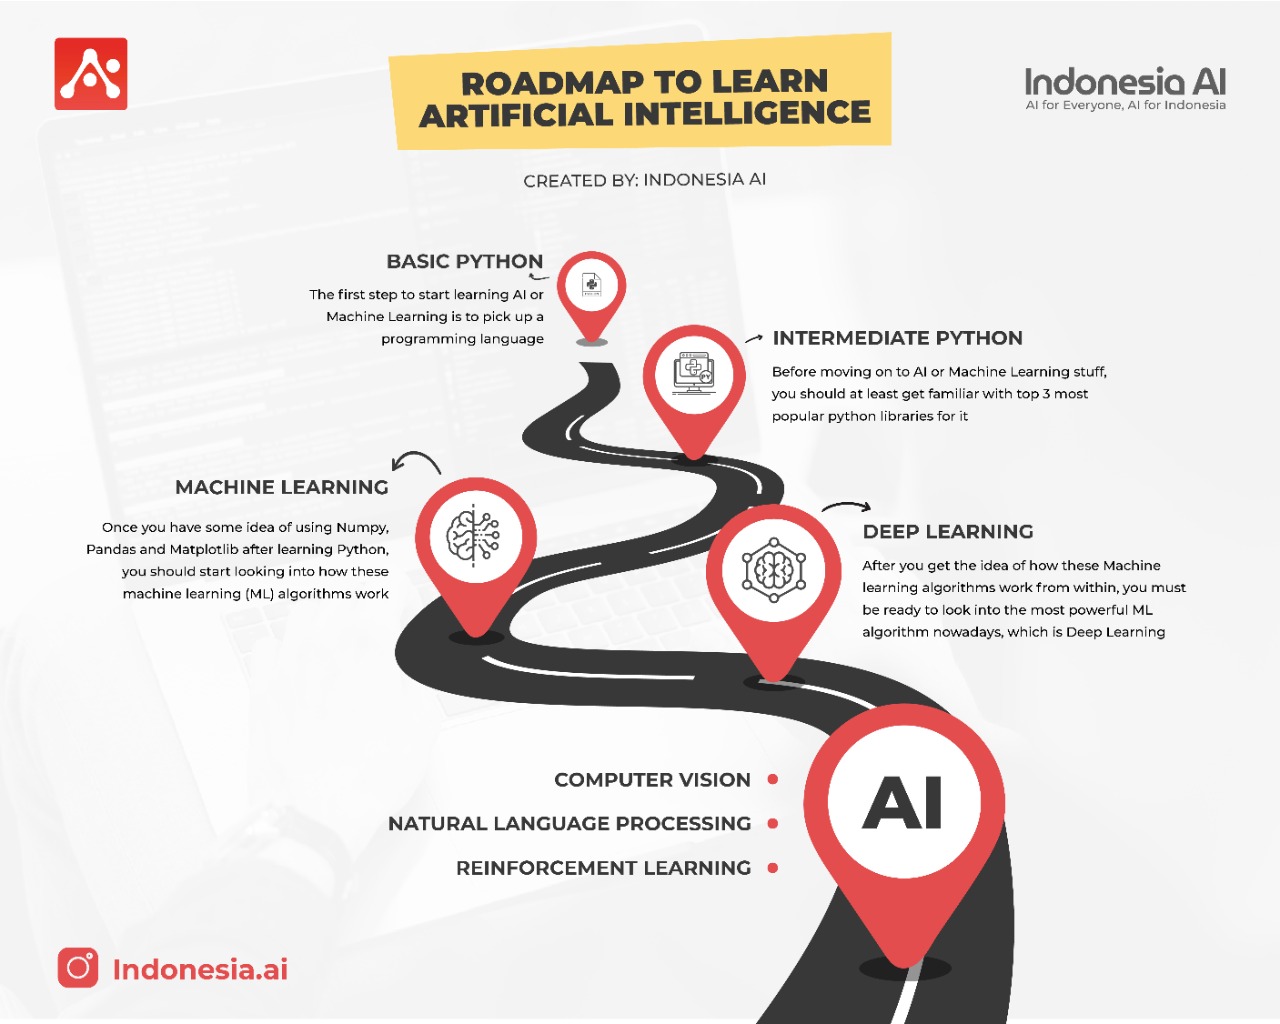 ROADMAP TO LEARN
ARTIFICIAL INTELLIGENCE
Indonesia AI
AI for Everyone, AI for Indonesia
CREATED BY: INDONESIA AI
BASIC PYTHON
The first step to start learning AI or
Machine Learning is to pick up a
programming language
INTERMEDIATE PYTHON
Before moving on to AI or Machine Learning stuff,
you should at least get familiar with top 3 most
popular python libraries for it
PY
MACHINE LEARNING
Once you have some idea of using Numpy,
Pandas and Matplotlib after learning Python,
you should start looking into how these
machine learning (ML) algorithms work
DEEP LEARNING
After you get the idea of how these Machine
learning algorithms work from within, you must
be ready to look into the most powerful ML
algorithm nowadays, which is Deep Learning
AI
COMPUTER VISION
NATURAL LANGUAGE PROCESSING
REINFORCEMENT LEARNING
Indonesia.ai